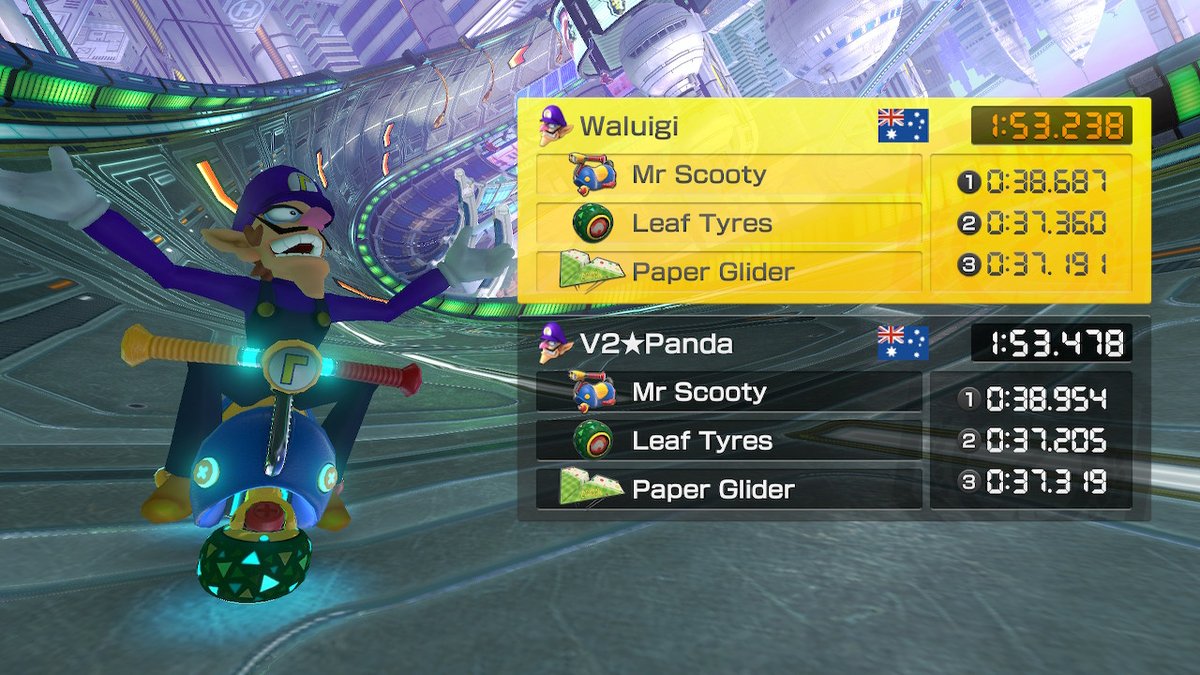 Waluigi 1:53.238
Mr Scooty 1 0:38.687
Leaf Tyres 2 0:37.360
Paper Glider 3 0:37.191
V2★Panda 1:53.478
Mr Scooty 1 0:38.954
Leaf Tyres 2 0:37.205
Paper Glider 3 0:37.319